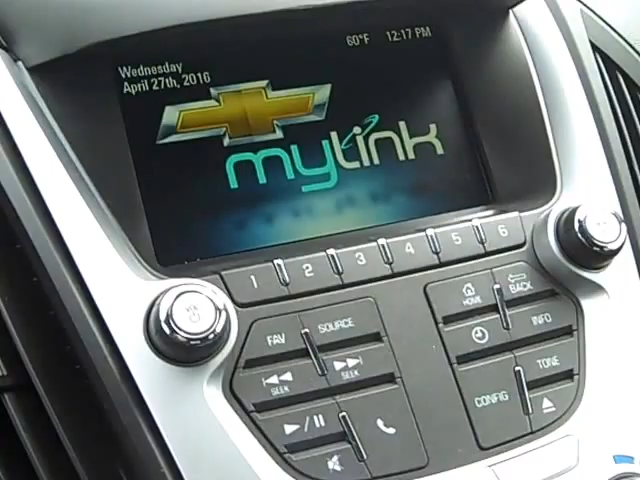 60°F 12:17 PM
Wednesday
April 27th, 2016
mylink
1 2 3 4 5 6
FAV SOURCE
SEEK SEEK
HOME BACK
INFO
CONFIG TONE